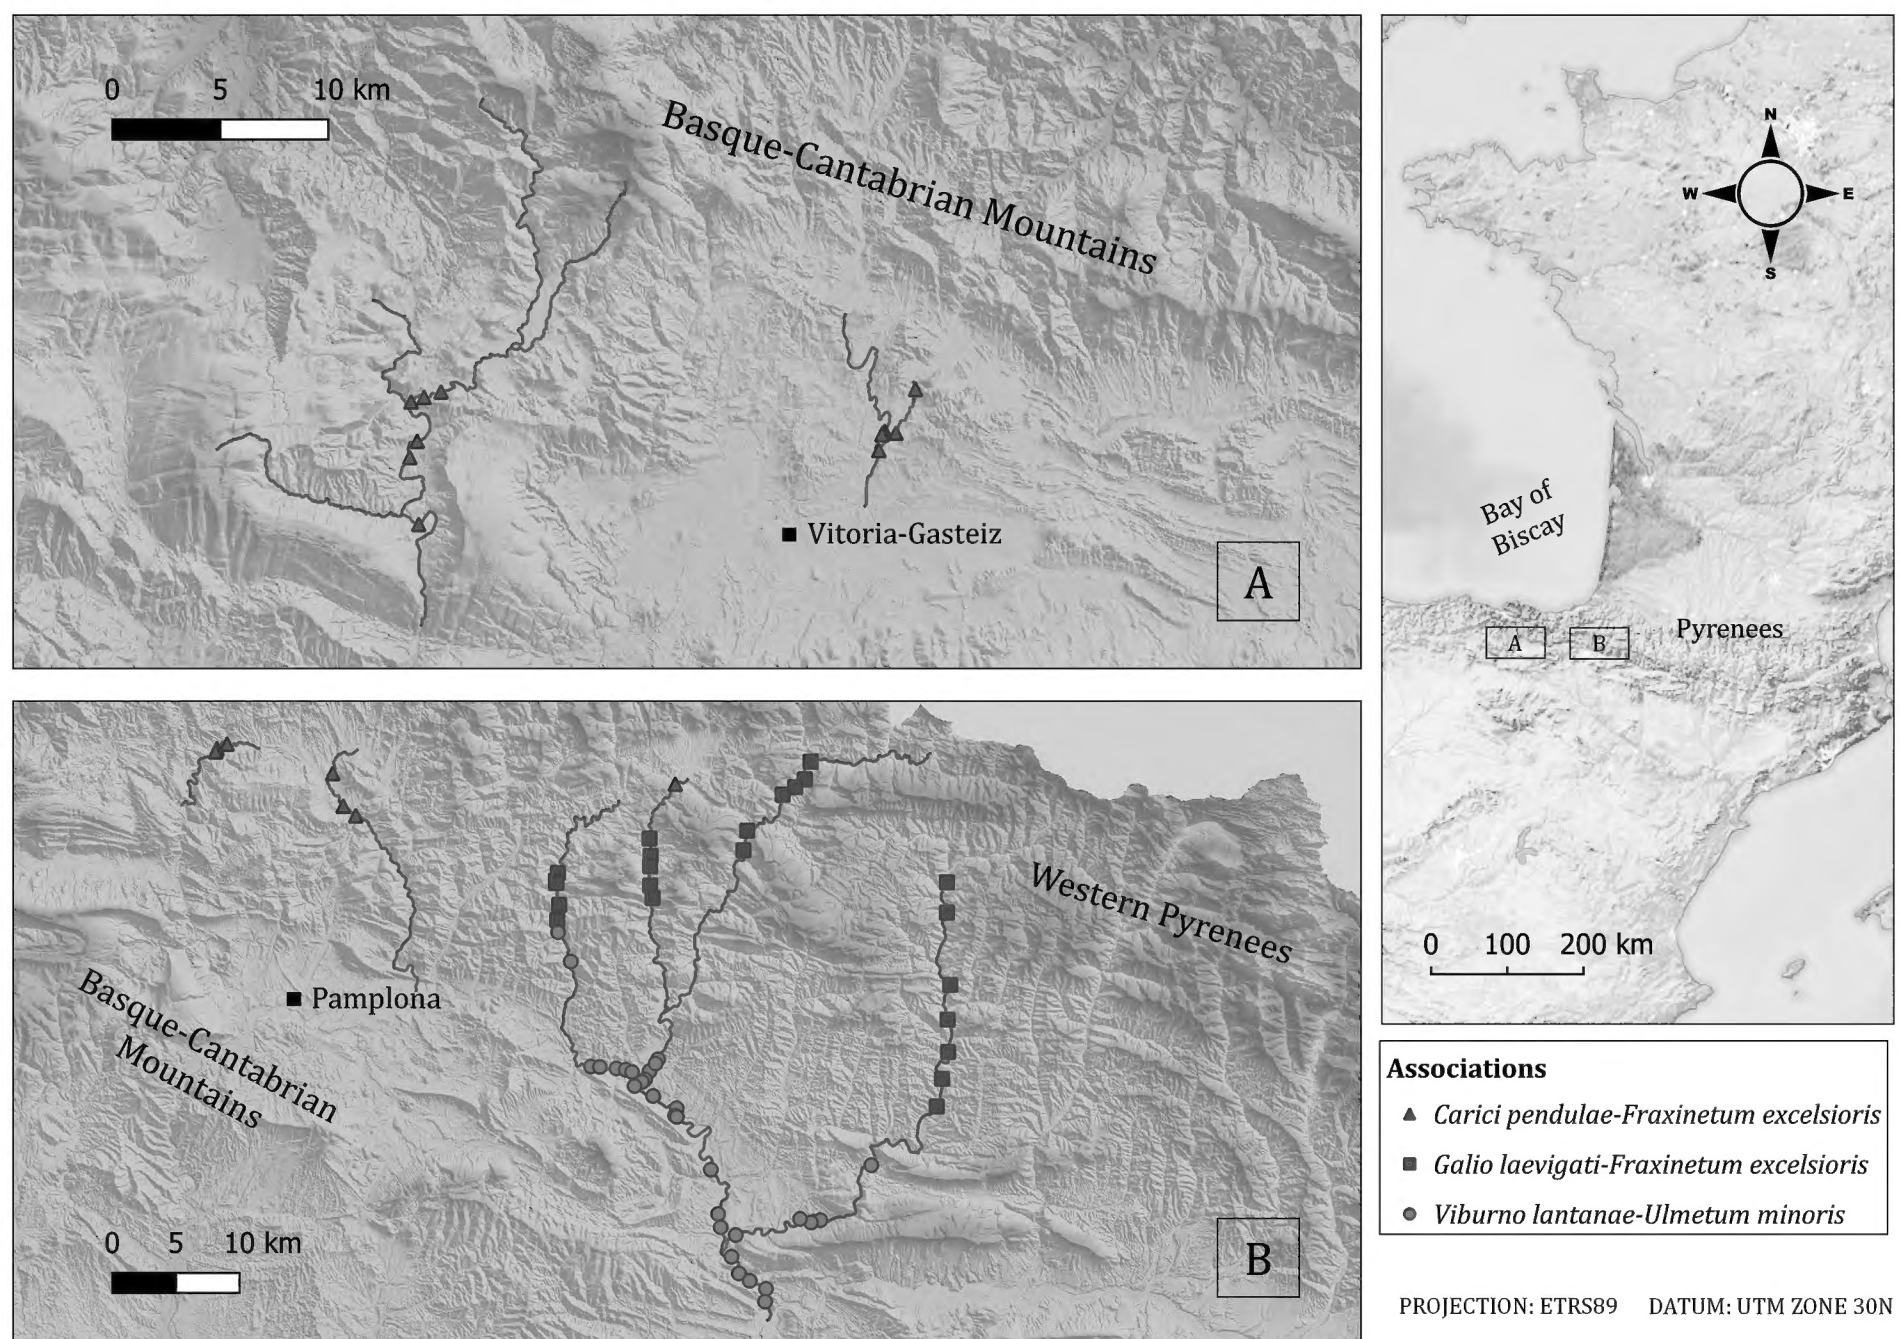 0 5 10 km
Basque-Cantabrian Mountains
Vitoria-Gasteiz
A
N
W E
S
Bay of
Biscay
Pyrenees
A B
0 100 200 km
Western Pyrenees
Pamplona
Basque-Cantabrian
Mountains
0 5 10 km
B
Associations
Carici pendulae-Fraxinetum excelsioris
Galio laevigati-Fraxinetum excelsioris
Viburno lantanae-Ulmetum minoris
PROJECTION: ETRS89 DATUM: UTM ZONE 30N